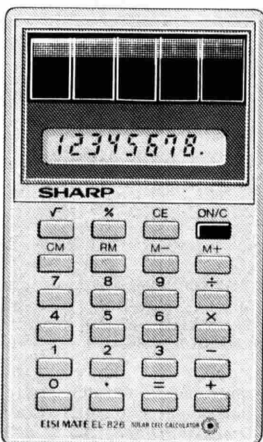 12345678.
SHARP
√ % CE ON/C
CM RM M− M+
7 8 9 ÷
4 5 6 ×
1 2 3 −
0 · = +
ELSI MATE EL-826 SOLAR CELL CALCULATOR